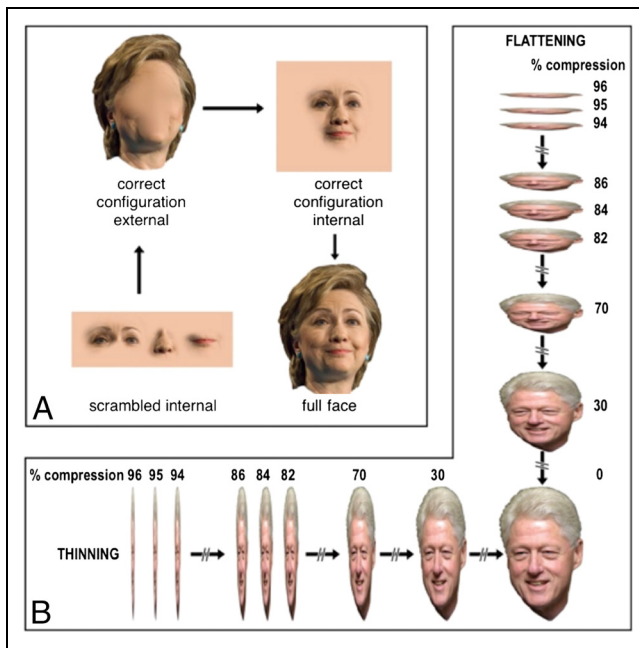 correct
configuration
external
correct
configuration
internal
scrambled internal
full face
A
FLATTENING
% compression
96
95
94
86
84
82
70
30
0
% compression 96 95 94 86 84 82 70 30
THINNING
B